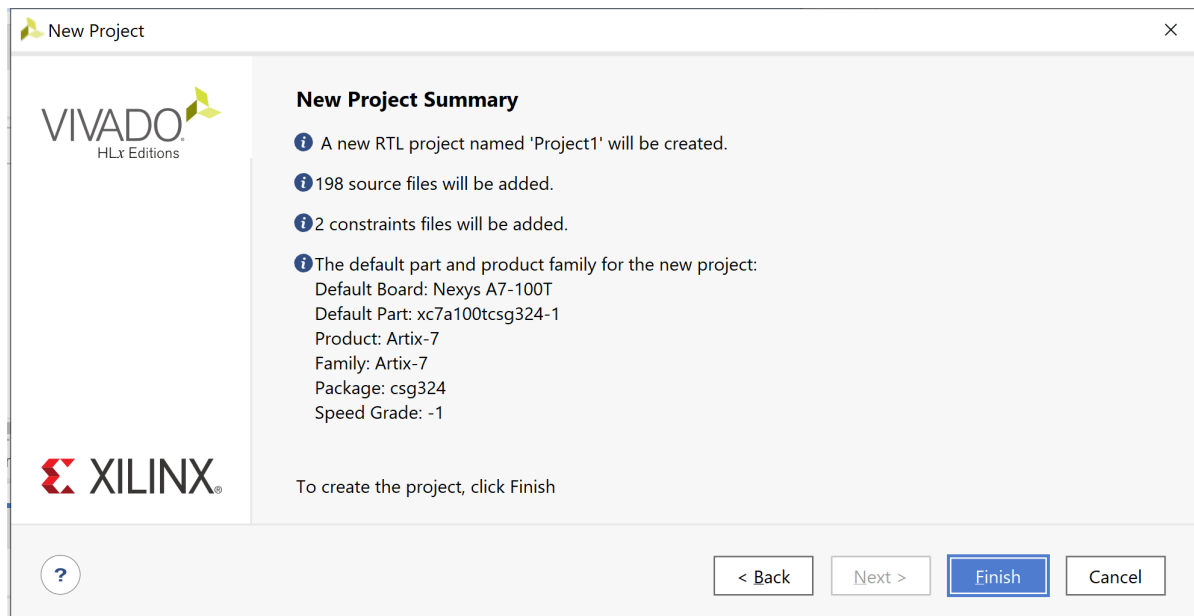 New Project
VIVADO.
HLx Editions
New Project Summary
A new RTL project named 'Project1' will be created.
198 source files will be added.
2 constraints files will be added.
The default part and product family for the new project:
Default Board: Nexys A7-100T
Default Part: xc7a100tcsg324-1
Product: Artix-7
Family: Artix-7
Package: csg324
Speed Grade: -1
XILINX®
To create the project, click Finish
?
< Back
Next >
Finish
Cancel